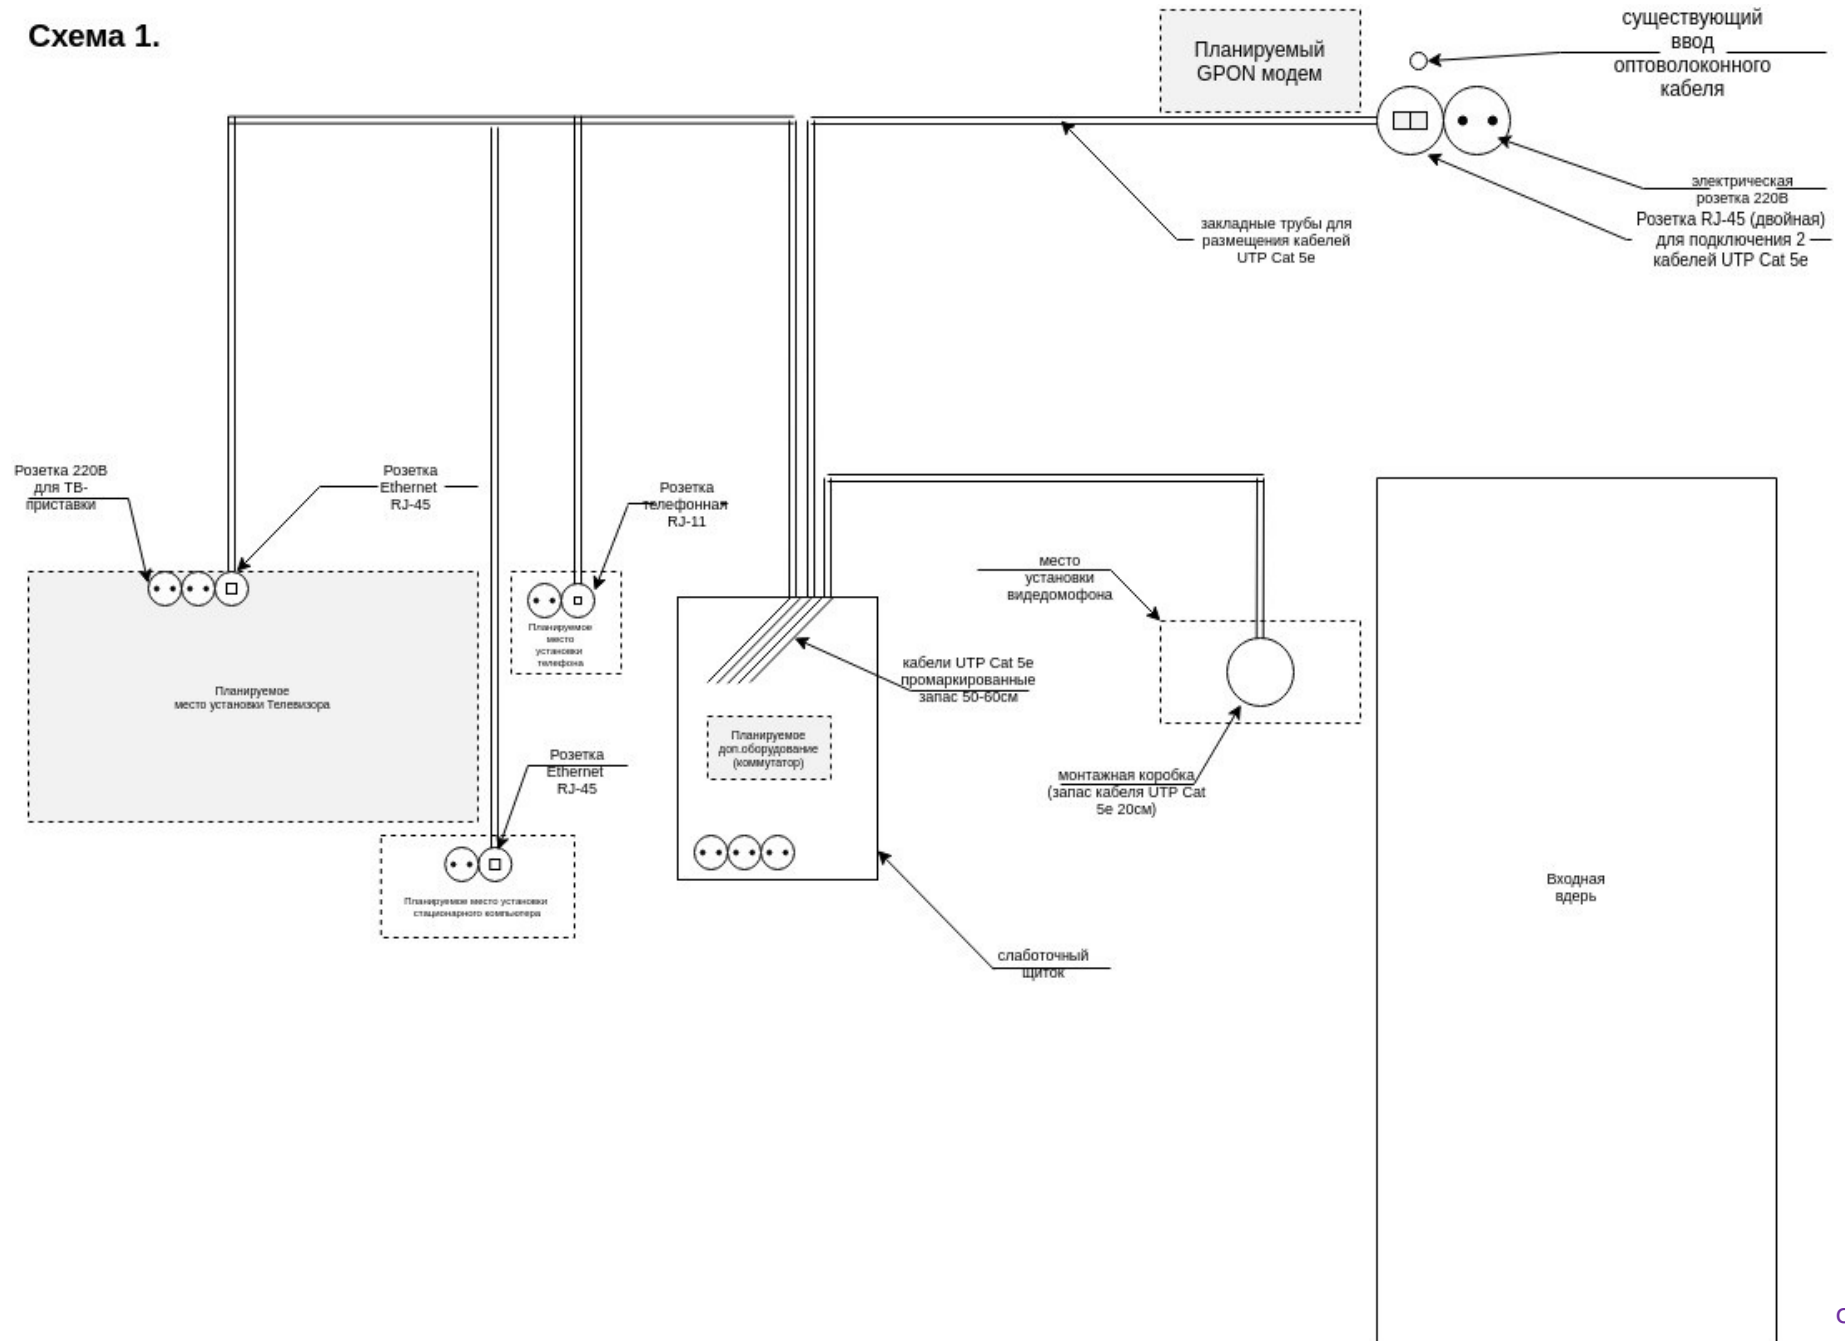 Схема 1.
Планируемый
GPON модем
существующий
ввод
оптоволоконного
кабеля
электрическая
розетка 220В
Розетка RJ-45 (двойная)
для подключения 2
кабелей UTP Cat 5e
закладные трубы для
размещения кабелей
UTP Cat 5e
Розетка 220В
для ТВ-
приставки
Розетка
Ethernet
RJ-45
Розетка
телефонная
RJ-11
Планируемое
место установки Телевизора
Планируемое
место
установки
телефона
Розетка
Ethernet
RJ-45
Планируемое место установки
стационарного компьютера
кабели UTP Cat 5e
промаркированные
запас 50-60см
Планируемое
доп.оборудование
(коммутатор)
место
установки
видедомофона
монтажная коробка
(запас кабеля UTP Cat
5e 20см)
слаботочный
щиток
Входная
вдерь